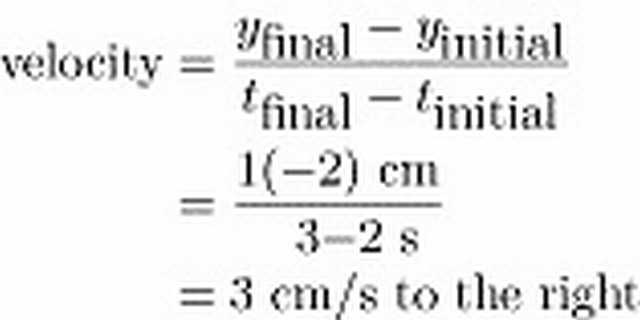 velocity = (y_final − y_initial) / (t_final − t_initial)
= 1(−2) cm / 3−2 s
= 3 cm/s to the right